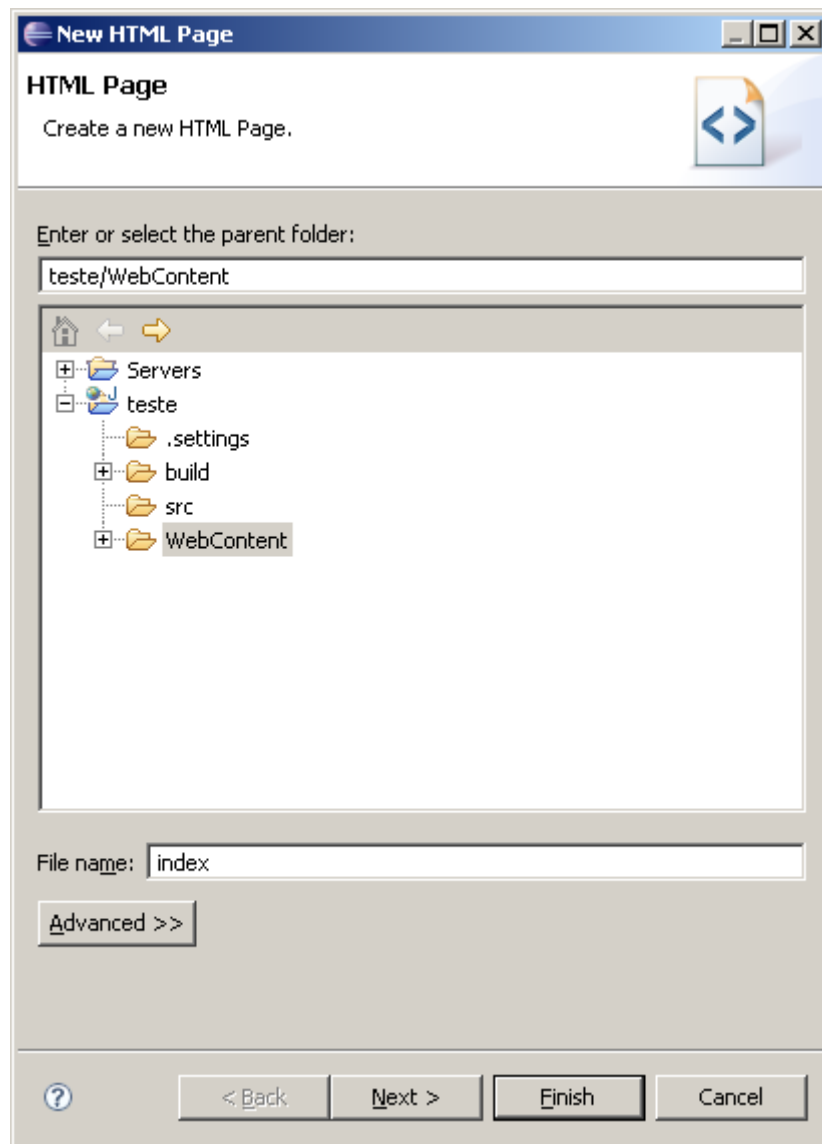 New HTML Page
HTML Page
Create a new HTML Page.
Enter or select the parent folder:
teste/WebContent
Servers
teste
.settings
build
src
WebContent
File name: index
Advanced >>
< Back Next > Finish Cancel